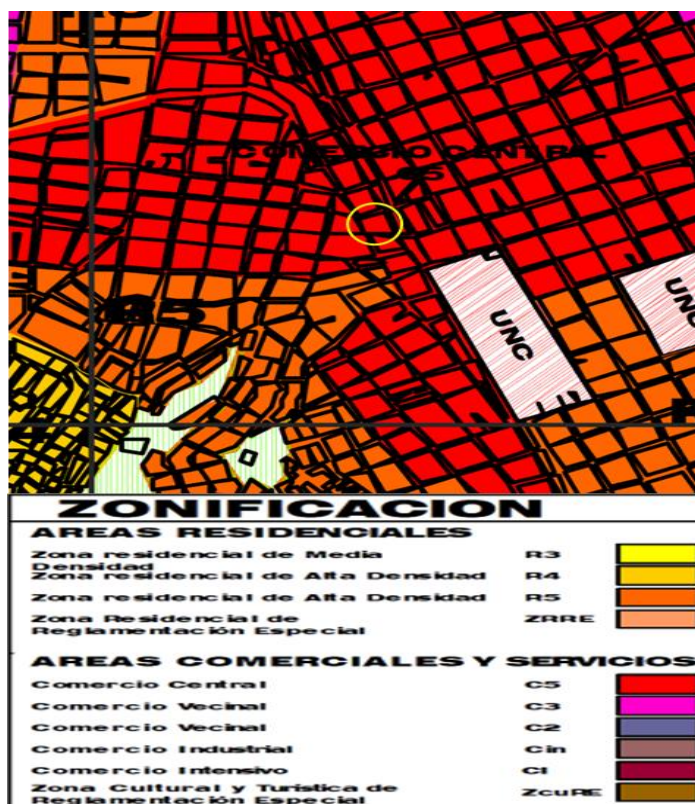 COMERCIO CENTRAL
C5
R5
UNC
UNC
ZONIFICACION
AREAS RESIDENCIALES
Zona residencial de Media
Densidad
R3
Zona residencial de Alta Densidad R4
Zona residencial de Alta Densidad R5
Zona Residencial de
Reglamentación Especial
ZRRE
AREAS COMERCIALES Y SERVICIOS
Comercio Central C5
Comercio Vecinal C3
Comercio Vecinal C2
Comercio Industrial Cin
Comercio Intensivo CI
Zona Cultural y Turística de
Reglamentación Especial
ZcuRE